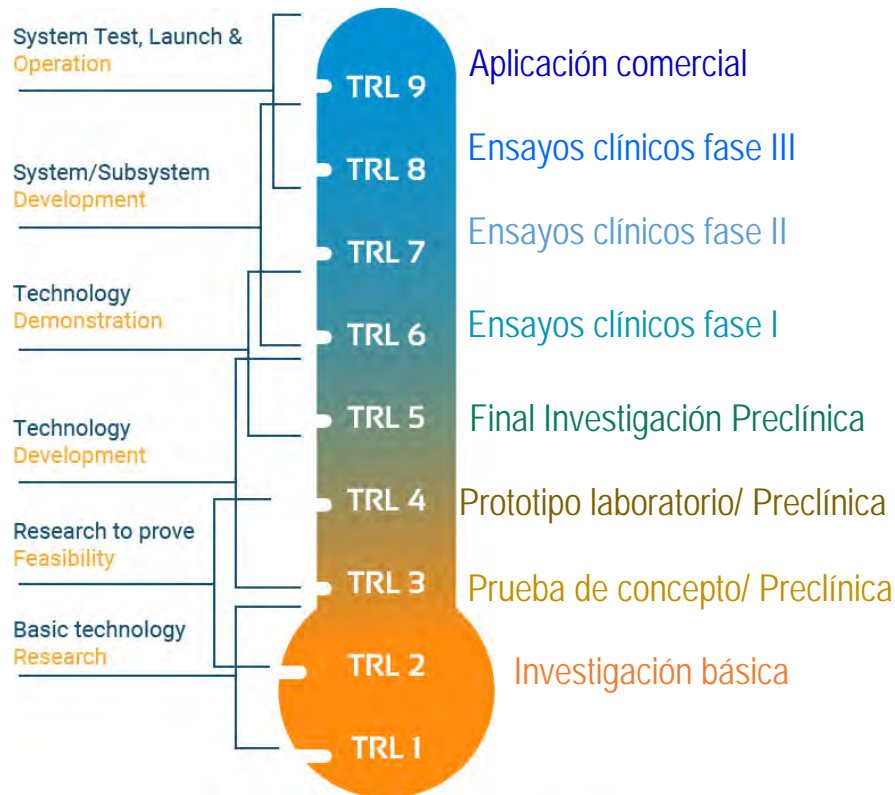 System Test, Launch &
Operation
TRL 9
Aplicación comercial
Ensayos clínicos fase III
System/Subsystem
Development
TRL 8
Ensayos clínicos fase II
TRL 7
Technology
Demonstration
TRL 6
Ensayos clínicos fase I
Technology
Development
TRL 5
Final Investigación Preclínica
TRL 4
Prototipo laboratorio/ Preclínica
Research to prove
Feasibility
TRL 3
Prueba de concepto/ Preclínica
Basic technology
Research
TRL 2
Investigación básica
TRL 1